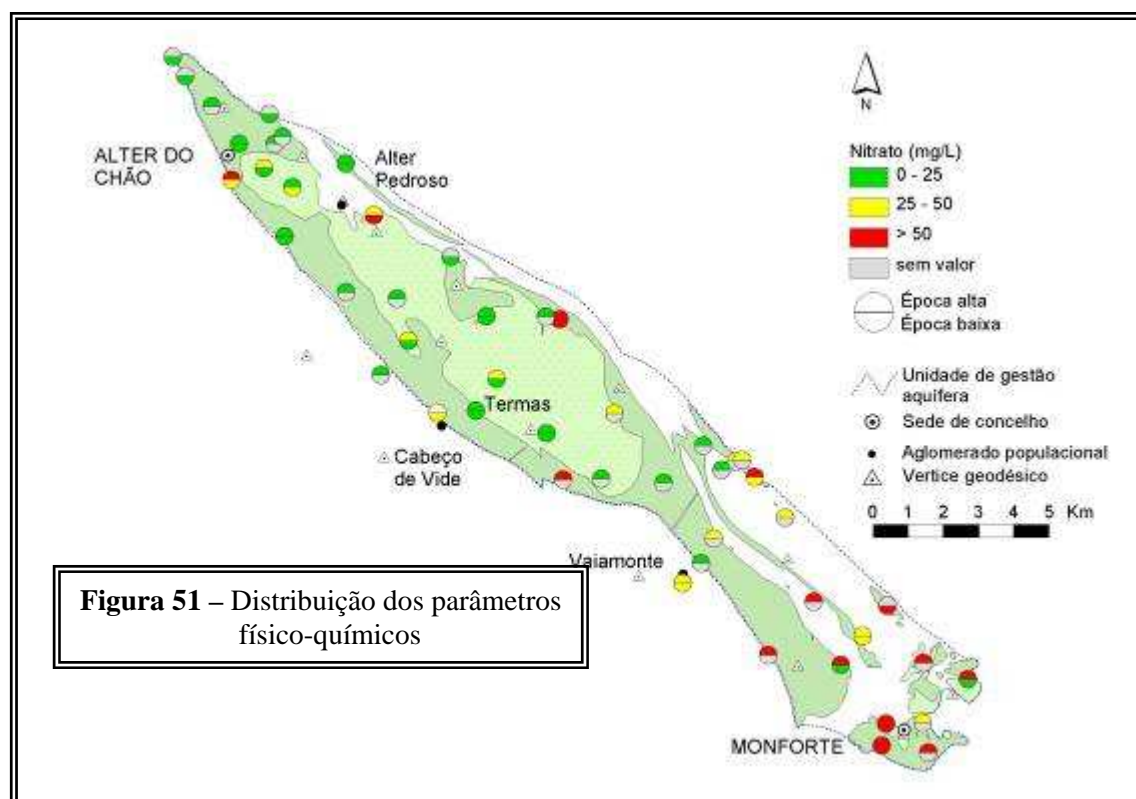 N
ALTER DO
CHÃO
Alter
Pedroso
Nitrato (mg/L)
0 - 25
25 - 50
> 50
sem valor
Época alta
Época baixa
Unidade de gestão
aquífera
Sede de concelho
Aglomerado populacional
Vertice geodésico
0 1 2 3 4 5 Km
Termas
Cabeço
de Vide
Vaiamonte
Figura 51 – Distribuição dos parâmetros
físico-químicos
MONFORTE